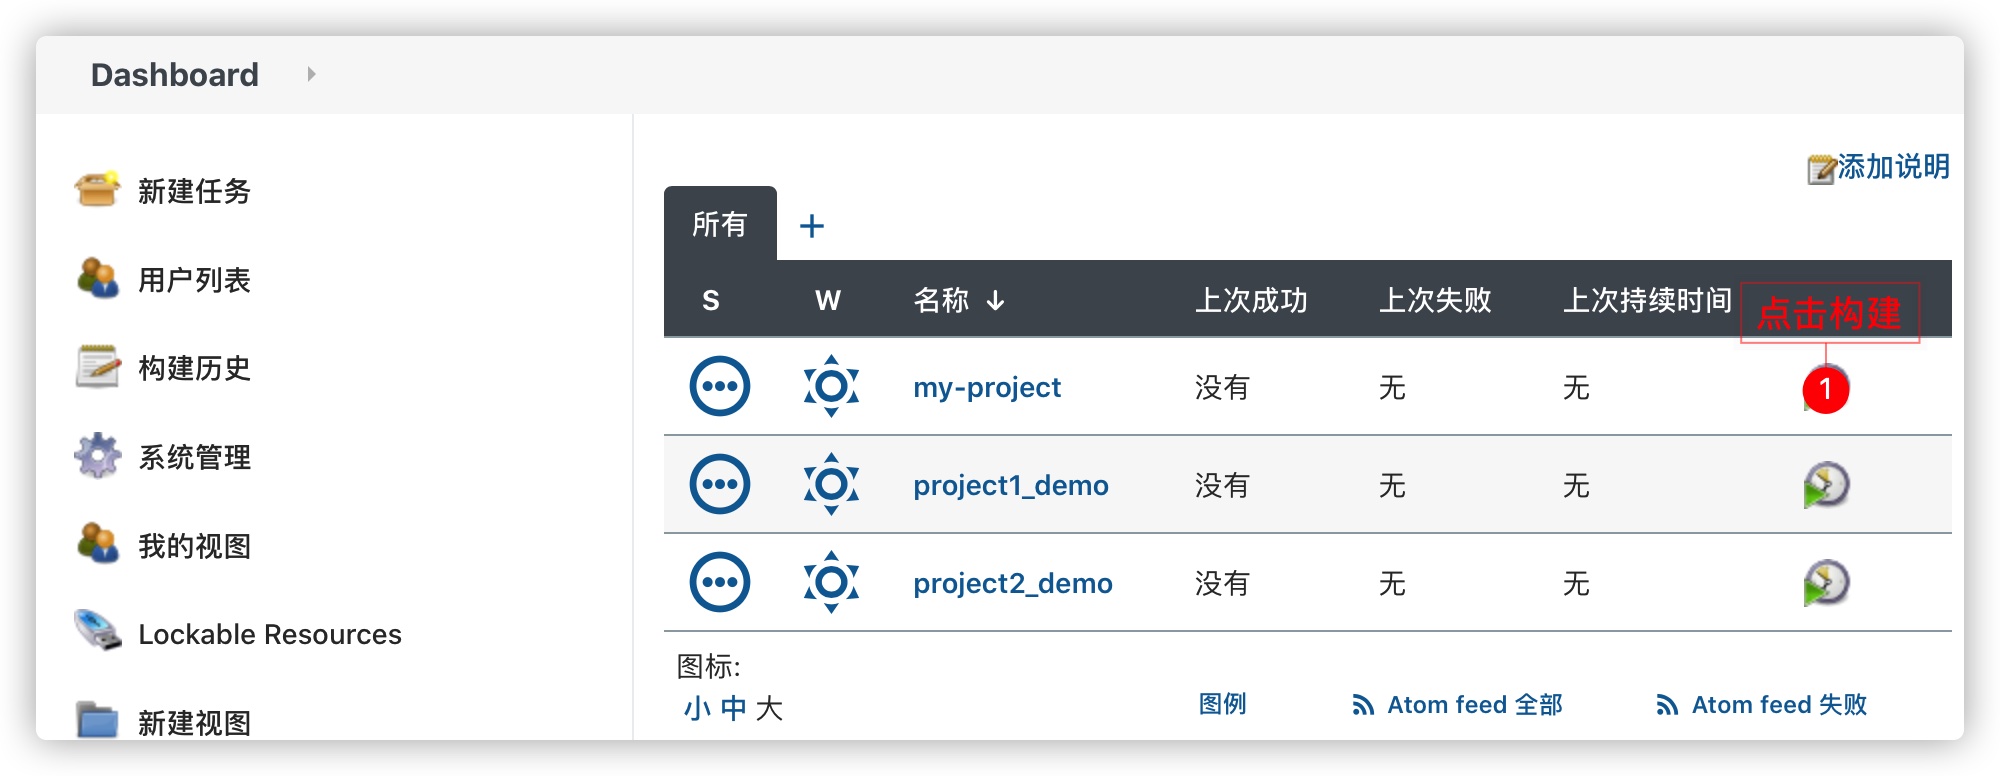 Dashboard
新建任务
用户列表
构建历史
系统管理
我的视图
Lockable Resources
新建视图
添加说明
所有 +
S W 名称 ↓ 上次成功 上次失败 上次持续时间
点击构建
my-project 没有 无 无 1
project1_demo 没有 无 无
project2_demo 没有 无 无
图标:
小 中 大
图例 Atom feed 全部 Atom feed 失败